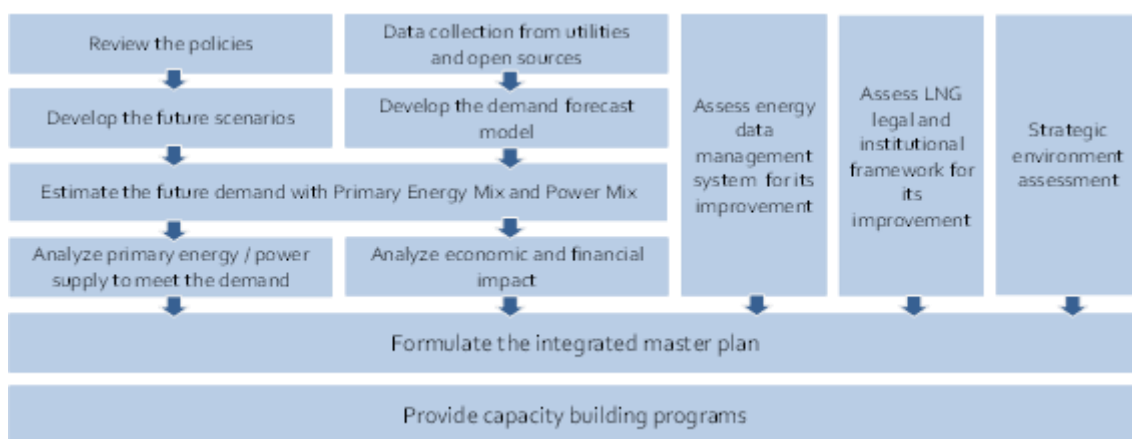 Review the policies
Data collection from utilities
and open sources
Develop the future scenarios
Develop the demand forecast
model
Estimate the future demand with Primary Energy Mix and Power Mix
Analyze primary energy / power
supply to meet the demand
Analyze economic and financial
impact
Assess energy
data
management
system for its
improvement
Assess LNG
legal and
institutional
framework for
its
improvement
Strategic
environment
assessment
Formulate the integrated master plan
Provide capacity building programs